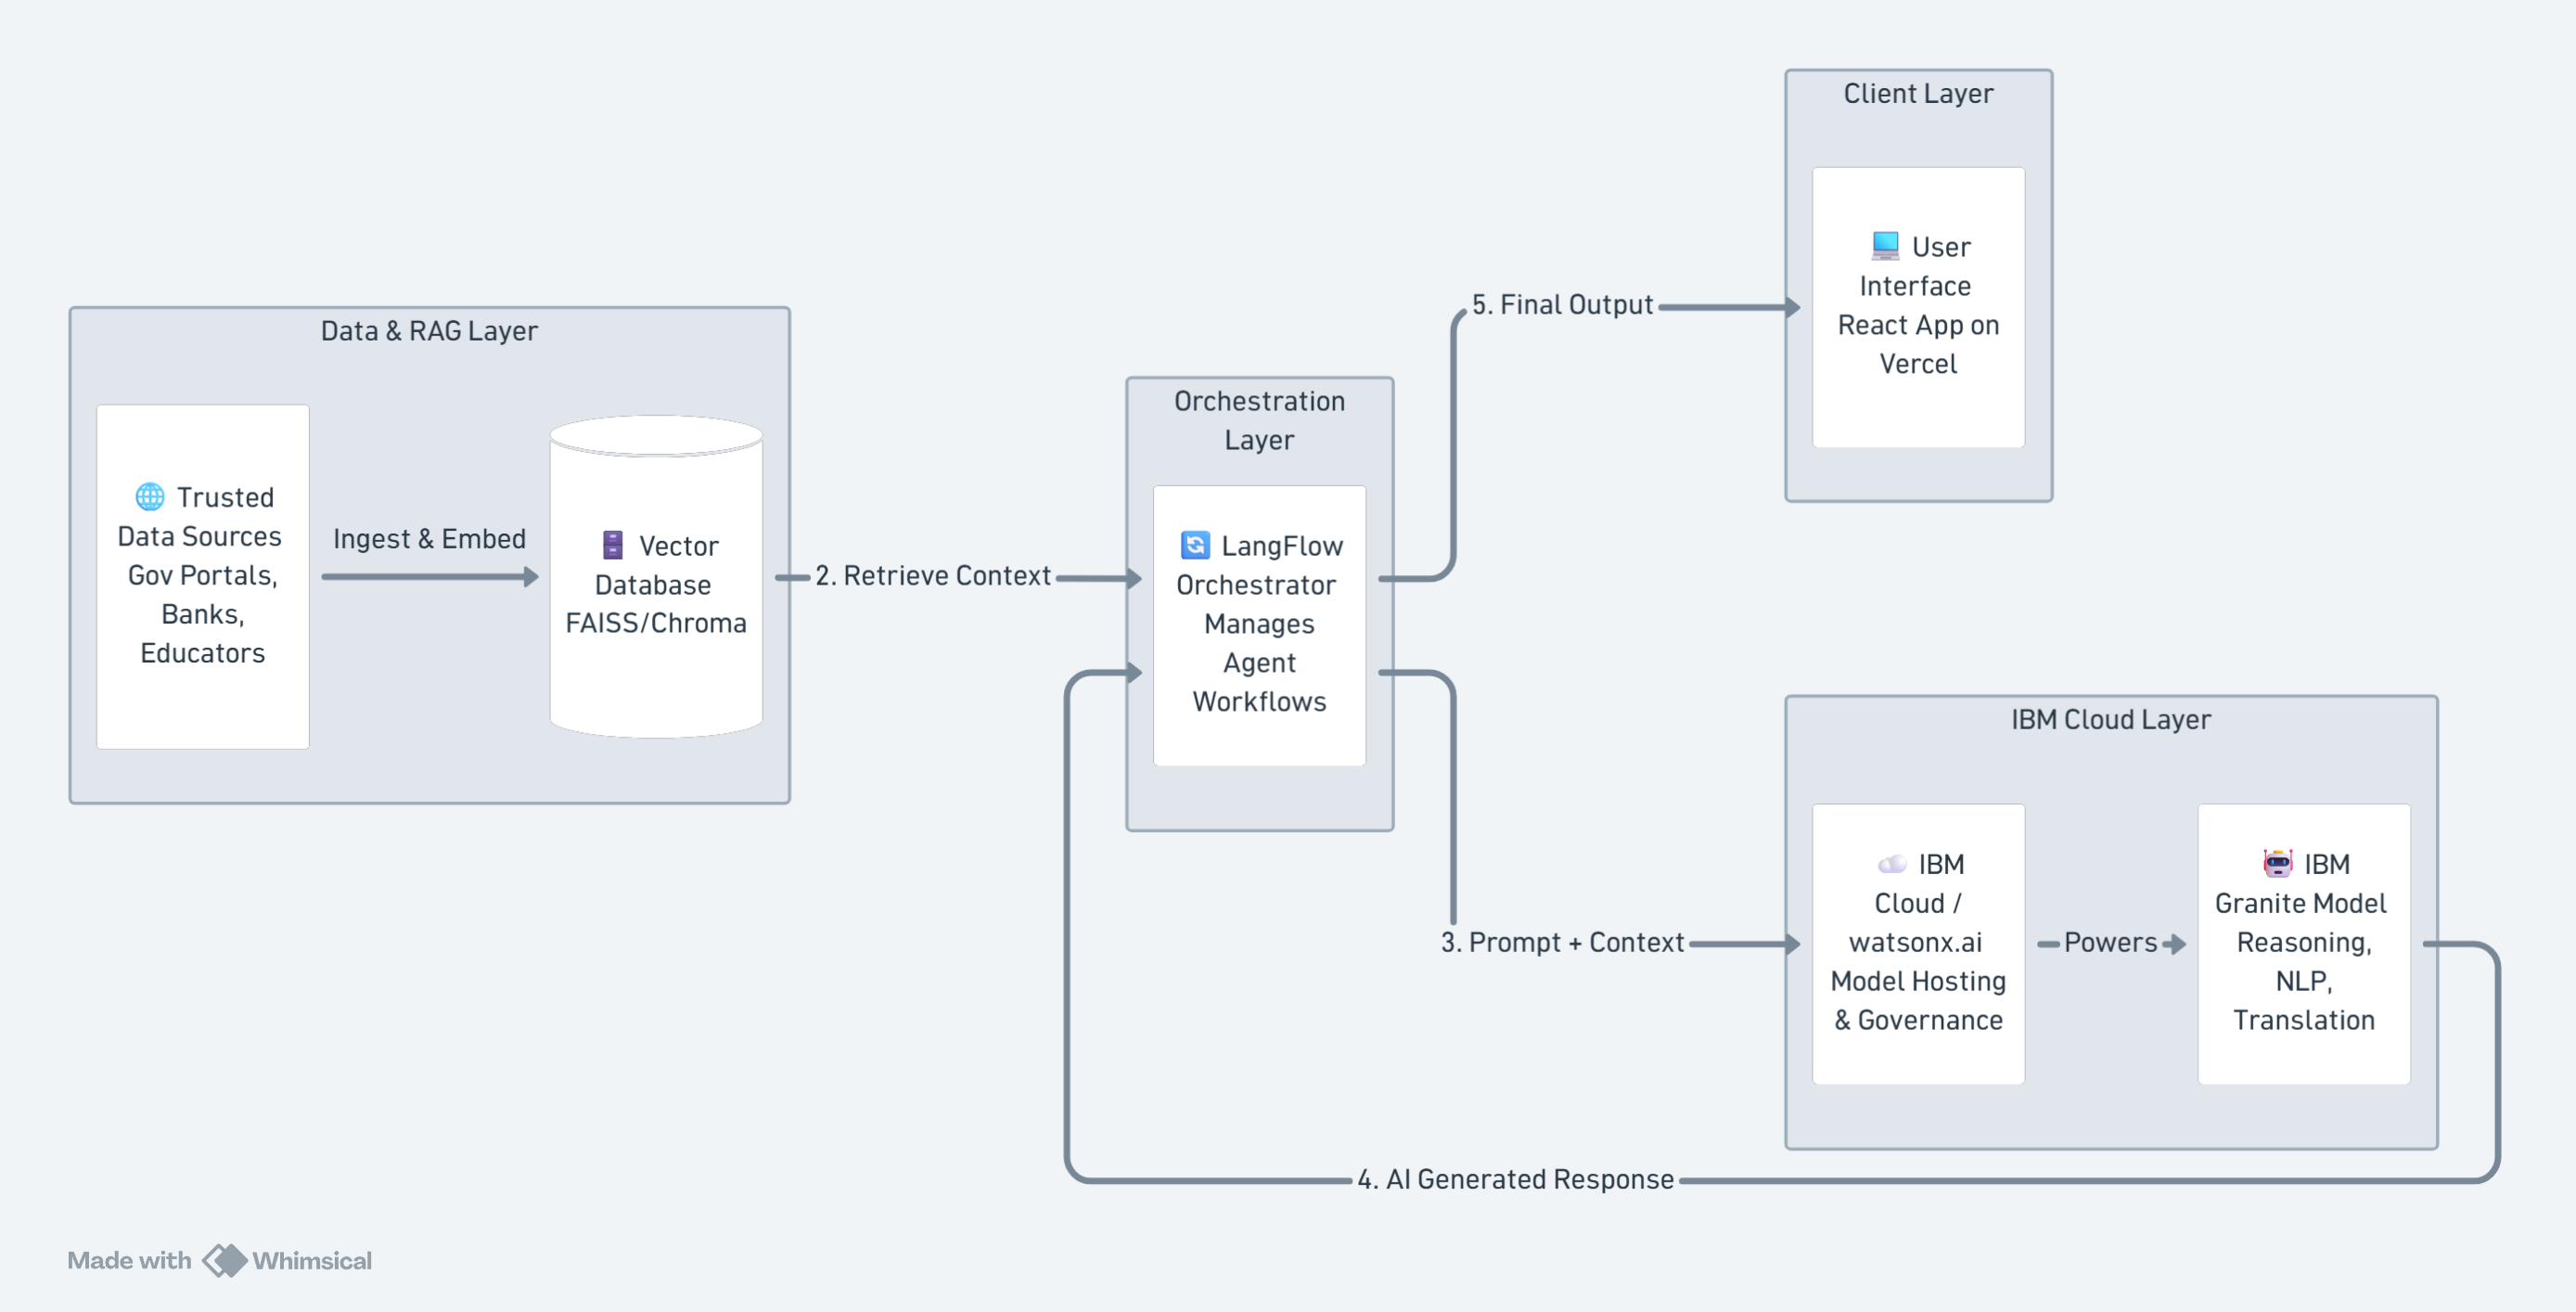 Client Layer
User
Interface
React App on
Vercel
5. Final Output
Data & RAG Layer
Trusted
Data Sources
Gov Portals,
Banks,
Educators
Ingest & Embed
Vector
Database
FAISS/Chroma
2. Retrieve Context
Orchestration
Layer
LangFlow
Orchestrator
Manages
Agent
Workflows
3. Prompt + Context
IBM Cloud Layer
IBM
Cloud /
watsonx.ai
Model Hosting
& Governance
Powers
IBM
Granite Model
Reasoning,
NLP,
Translation
4. AI Generated Response
Made with Whimsical